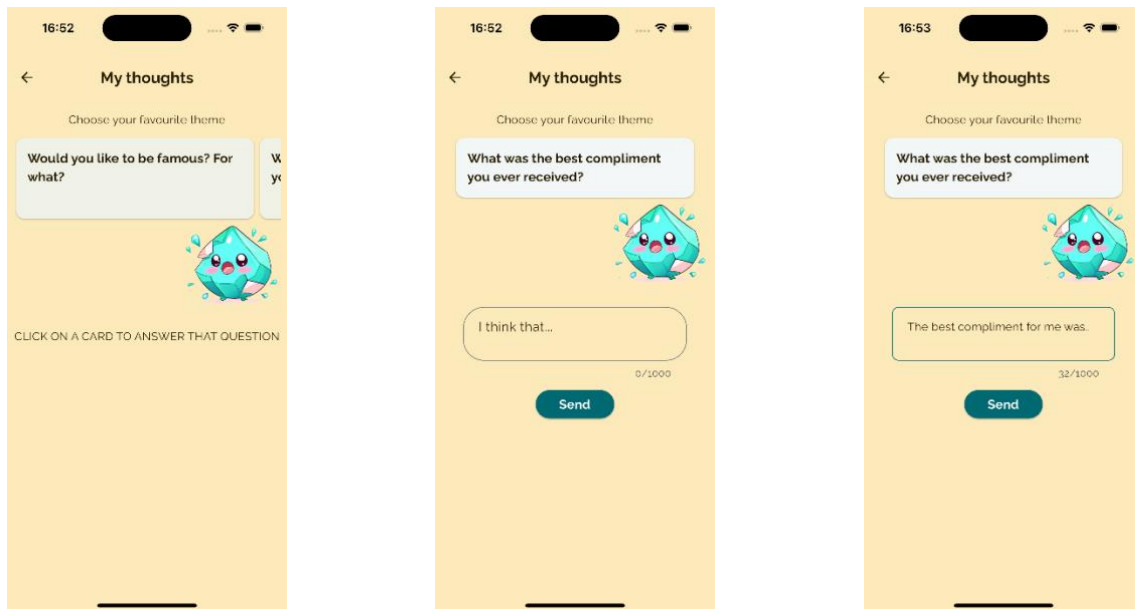 16:52
My thoughts
Choose your favourite theme
Would you like to be famous? For
what?
W
yo
CLICK ON A CARD TO ANSWER THAT QUESTION
16:52
My thoughts
Choose your favourite theme
What was the best compliment
you ever received?
I think that...
0/1000
Send
16:53
My thoughts
Choose your favourite theme
What was the best compliment
you ever received?
The best compliment for me was..
32/1000
Send